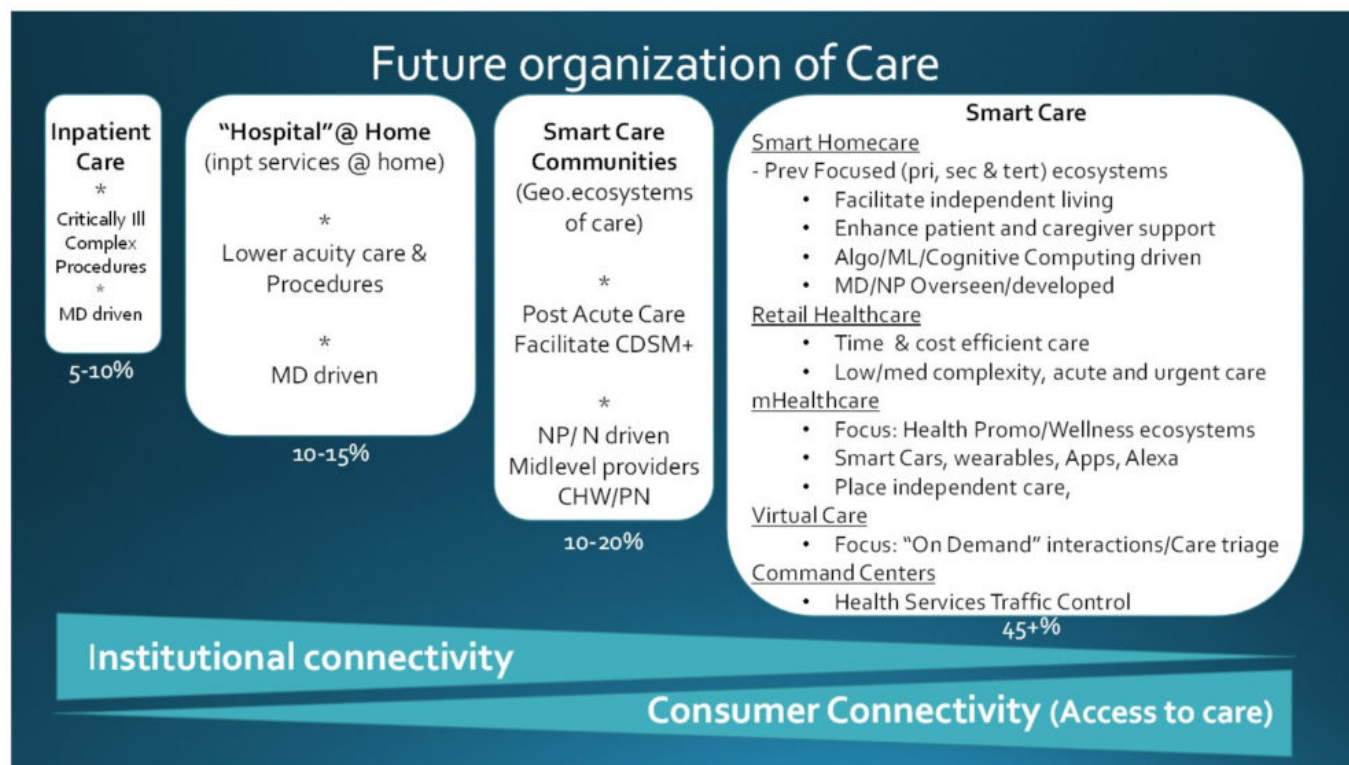 Future organization of Care
Inpatient
Care
*
Critically Ill
Complex
Procedures
*
MD driven
5-10%
“Hospital”@ Home
(inpt services @ home)
*
Lower acuity care &
Procedures
*
MD driven
10-15%
Smart Care
Communities
(Geo.ecosystems
of care)
*
Post Acute Care
Facilitate CDSM+
*
NP/ N driven
Midlevel providers
CHW/PN
10-20%
Smart Care
Smart Homecare
- Prev Focused (pri, sec & tert) ecosystems
• Facilitate independent living
• Enhance patient and caregiver support
• Algo/ML/Cognitive Computing driven
• MD/NP Overseen/developed
Retail Healthcare
• Time & cost efficient care
• Low/med complexity, acute and urgent care
mHealthcare
• Focus: Health Promo/Wellness ecosystems
• Smart Cars, wearables, Apps, Alexa
• Place independent care,
Virtual Care
• Focus: “On Demand” interactions/Care triage
Command Centers
• Health Services Traffic Control
45+%
Institutional connectivity
Consumer Connectivity (Access to care)